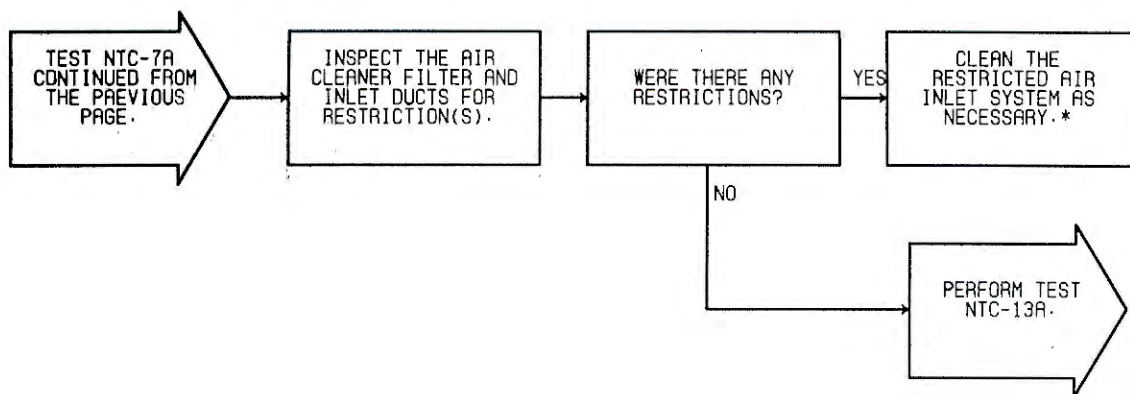 TEST NTC-7A
CONTINUED FROM
THE PAEVIOUS
PAGE.
INSPECT THE AIR
CLEANER FILTER AND
INLET DUCTS FOR
RESTRICTION(S).
WERE THERE ANY
RESTRICTIONS?
YES
CLEAN THE
RESTRICTED AIR
INLET SYSTEM AS
NECESSARY.*
NO
PERFORM TEST
NTC-13A.